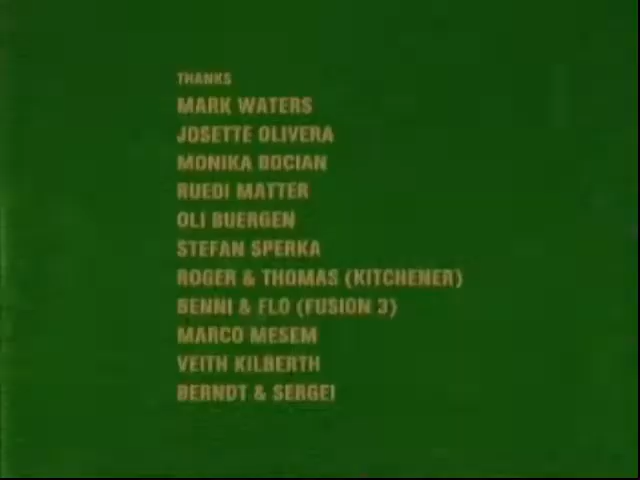 THANKS
MARK WATERS
JOSETTE OLIVERA
MONIKA BOCIAN
RUEDI MATTER
OLI BUERGEN
STEFAN SPERKA
ROGER & THOMAS (KITCHENER)
BENNI & FLO (FUSION 3)
MARCO MESEM
VEITH KILBERTH
BERNDT & SERGEI